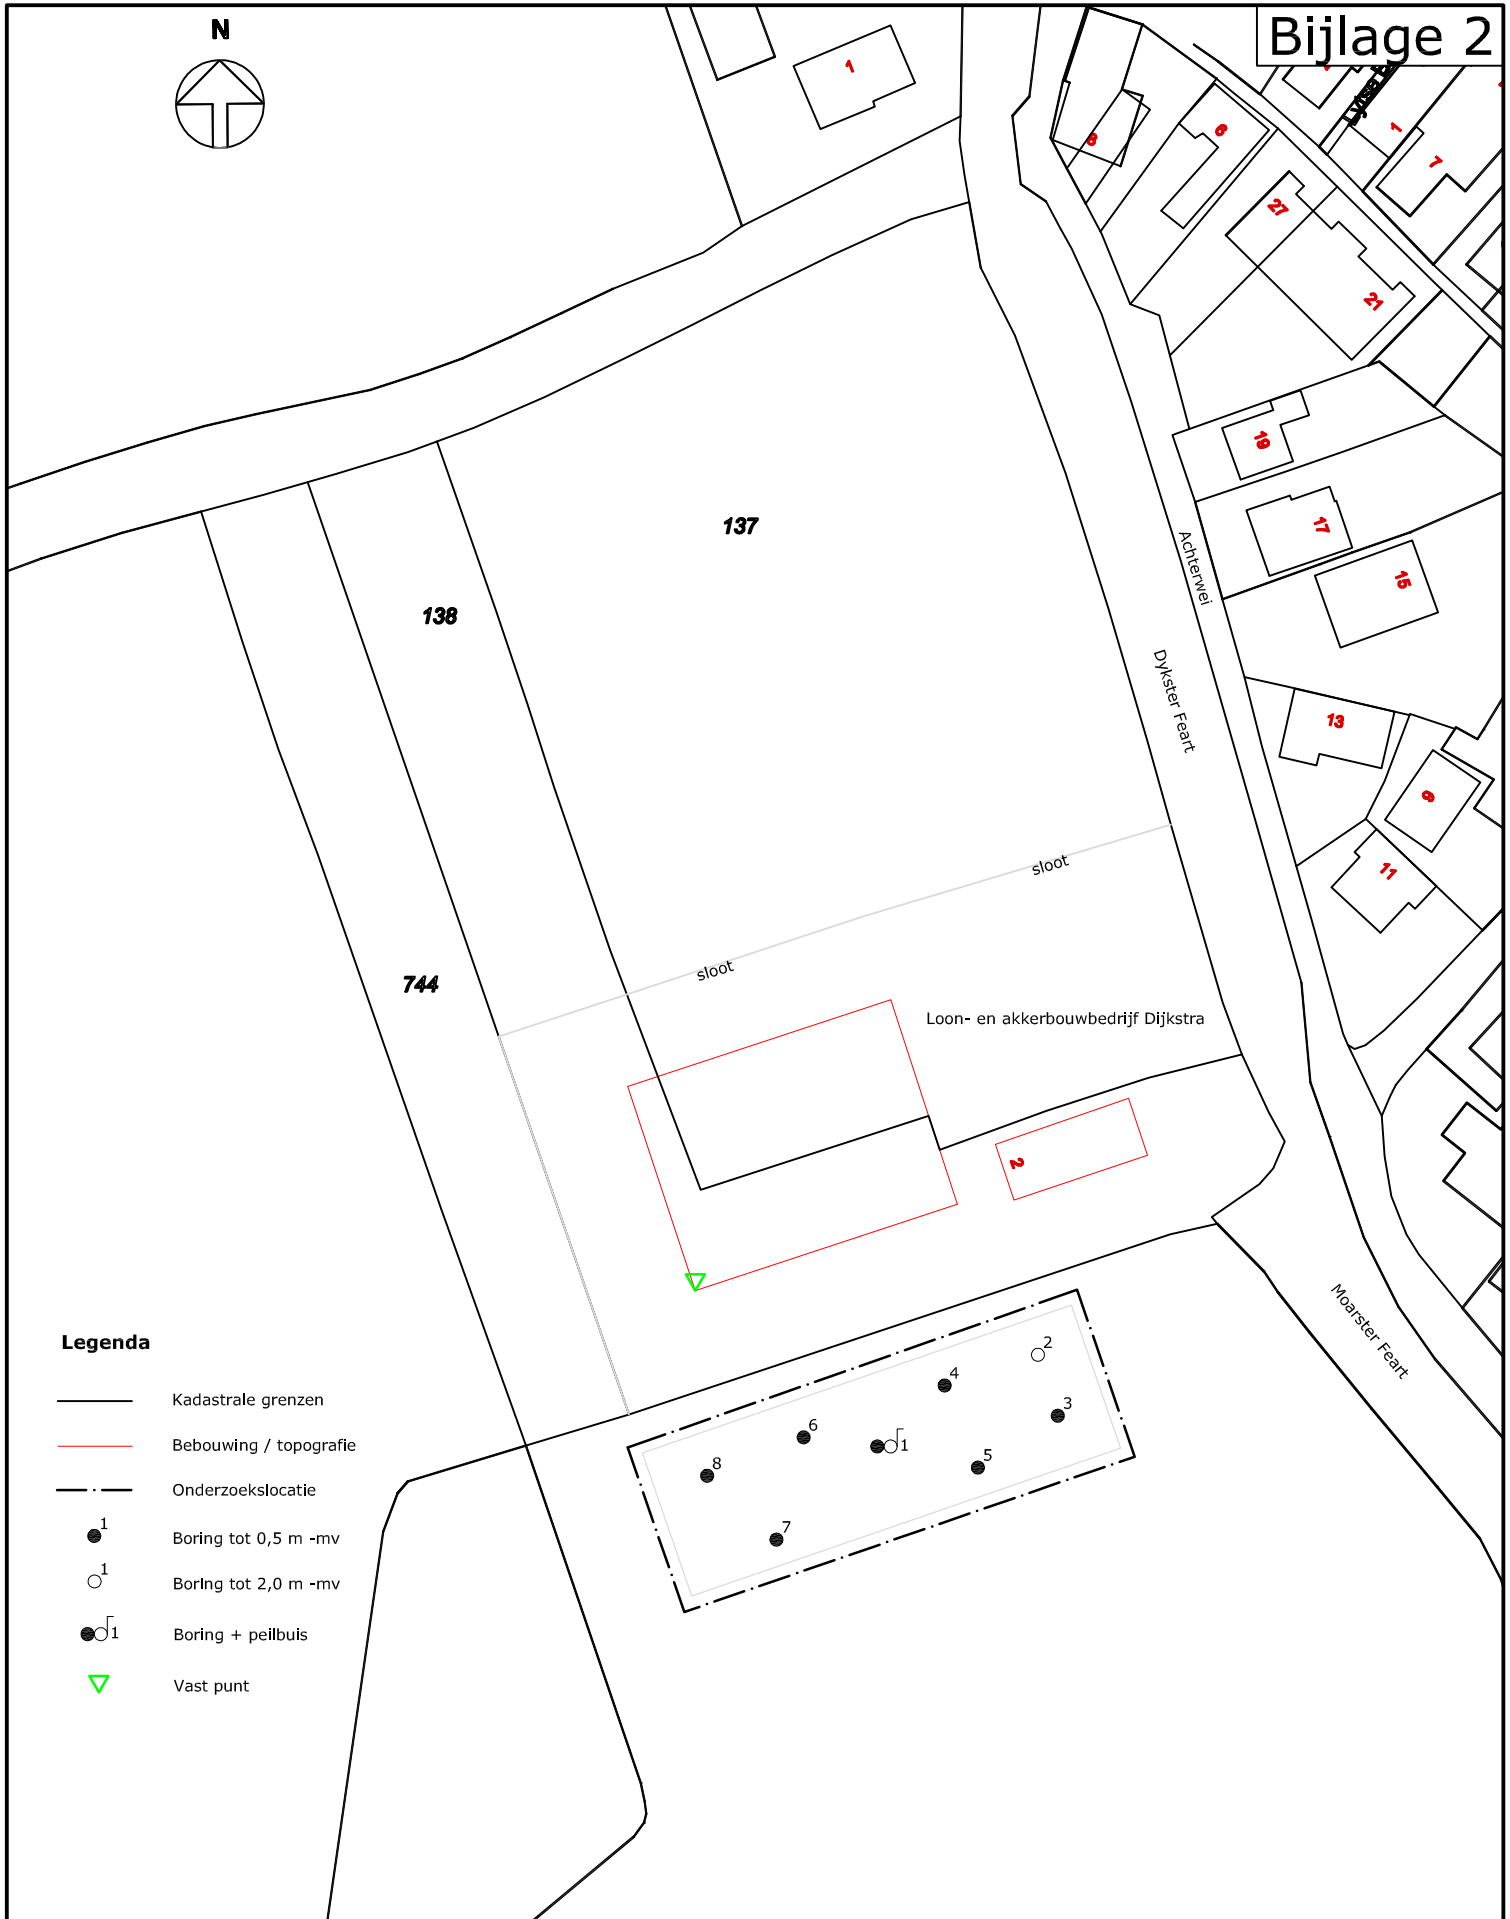 Bijlage 2
N
1
8
6
1
7
27
21
19
17
15
13
9
11
137
138
744
Achterwei
Dykster Feart
sloot
sloot
Loon- en akkerbouwbedrijf Dijkstra
2
Moarster Feart
2
4
3
6
1
5
8
7
Legenda
Kadastrale grenzen
Bebouwing / topografie
Onderzoekslocatie
1
Boring tot 0,5 m -mv
1
Boring tot 2,0 m -mv
1
Boring + peilbuis
Vast punt